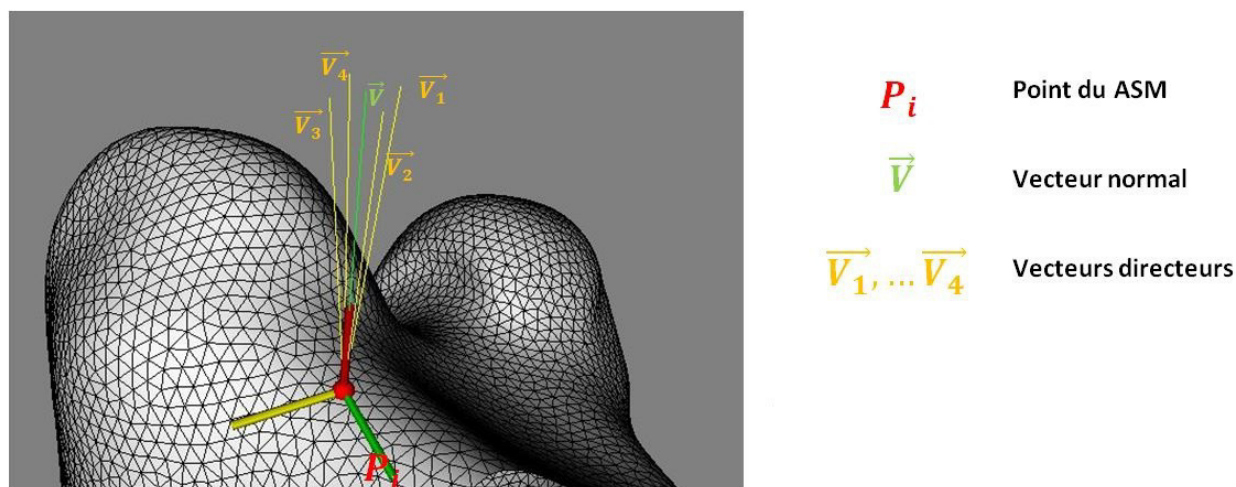 V₄
V
V₁
V₃
V₂
Pᵢ
Pᵢ Point du ASM
V Vecteur normal
V₁, ... V₄ Vecteurs directeurs